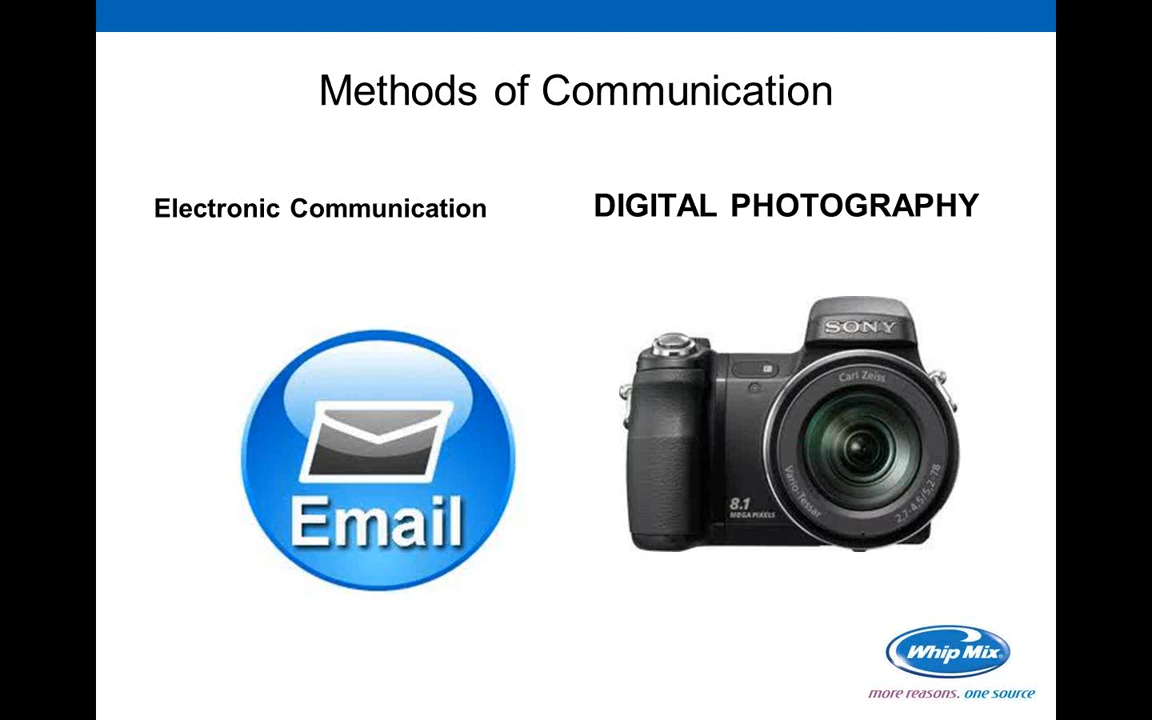 Methods of Communication
Electronic Communication
DIGITAL PHOTOGRAPHY
Email
SONY
Carl Zeiss
Vario-Tessar
2,7-4,5/5,2-78
8.1
MEGA PIXELS
Whip Mix
more reasons. one source